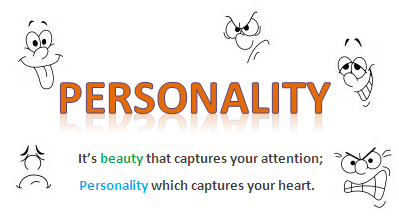 PERSONALITY
It's beauty that captures your attention;
Personality which captures your heart.